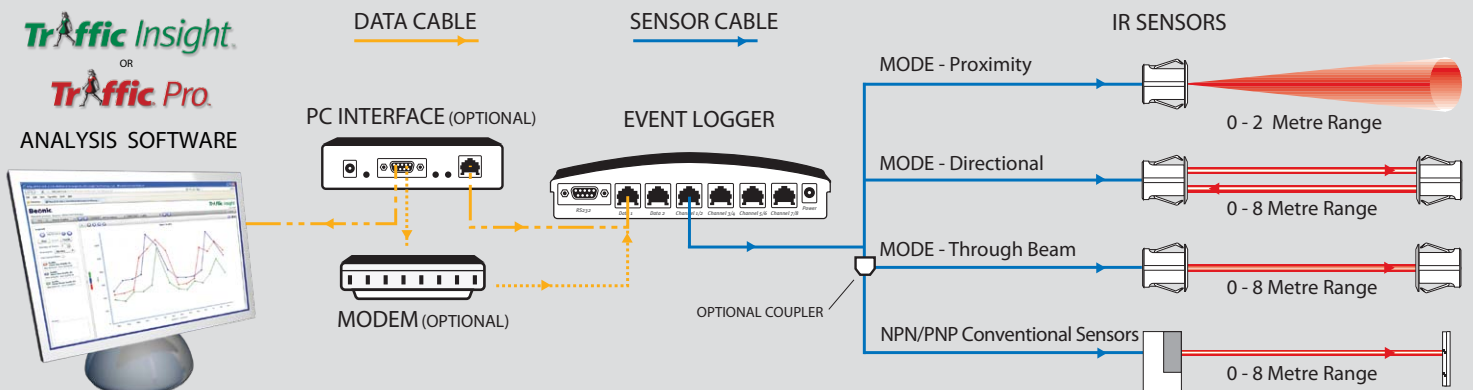 Traffic Insight.
OR
Traffic Pro.
ANALYSIS SOFTWARE
DATA CABLE
SENSOR CABLE
IR SENSORS
PC INTERFACE (OPTIONAL)
EVENT LOGGER
RS232
Data 1
Data 2
Channel 1/2
Channel 3/4
Channel 5/6
Channel 7/8
Power
MODEM (OPTIONAL)
OPTIONAL COUPLER
MODE - Proximity
0 - 2 Metre Range
MODE - Directional
0 - 8 Metre Range
MODE - Through Beam
0 - 8 Metre Range
NPN/PNP Conventional Sensors
0 - 8 Metre Range
Beonic
Traffic Insight